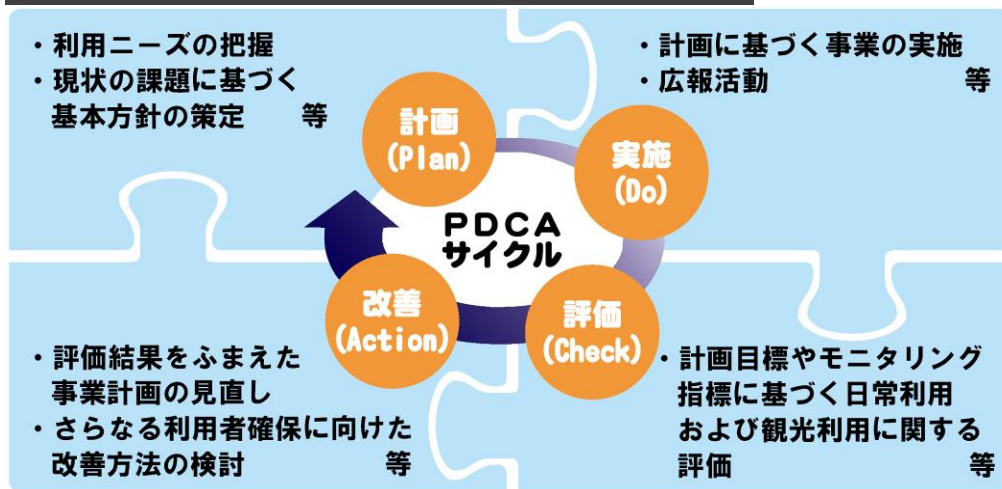 ・利用ニーズの把握
・現状の課題に基づく
基本方針の策定　　等
計画
(Plan)
・計画に基づく事業の実施
・広報活動　　　　　　　等
実施
(Do)
PDCA
サイクル
改善
(Action)
・評価結果をふまえた
事業計画の見直し
・さらなる利用者確保に向けた
改善方法の検討　　　　等
評価
(Check)
・計画目標やモニタリング
指標に基づく日常利用
および観光利用に関する
評価　　　　　　　　等